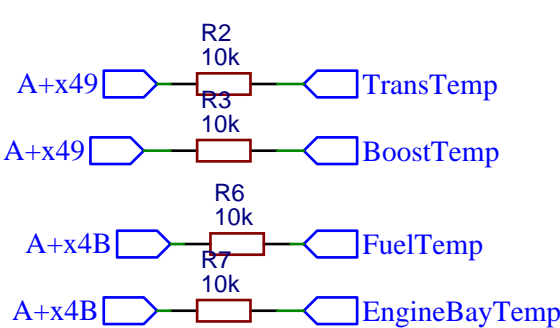 R2
10k
A+x49 TransTemp
R3
10k
A+x49 BoostTemp
R6
10k
A+x4B FuelTemp
R7
10k
A+x4B EngineBayTemp